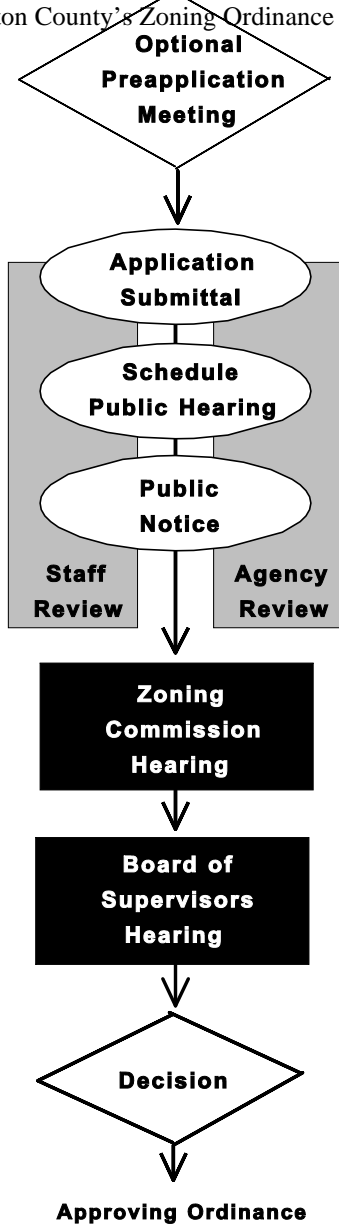 County's Zoning Ordinance
Optional
Preapplication
Meeting
Application
Submittal
Schedule
Public Hearing
Public
Notice
Staff
Review
Agency
Review
Zoning
Commission
Hearing
Board of
Supervisors
Hearing
Decision
Approving Ordinance